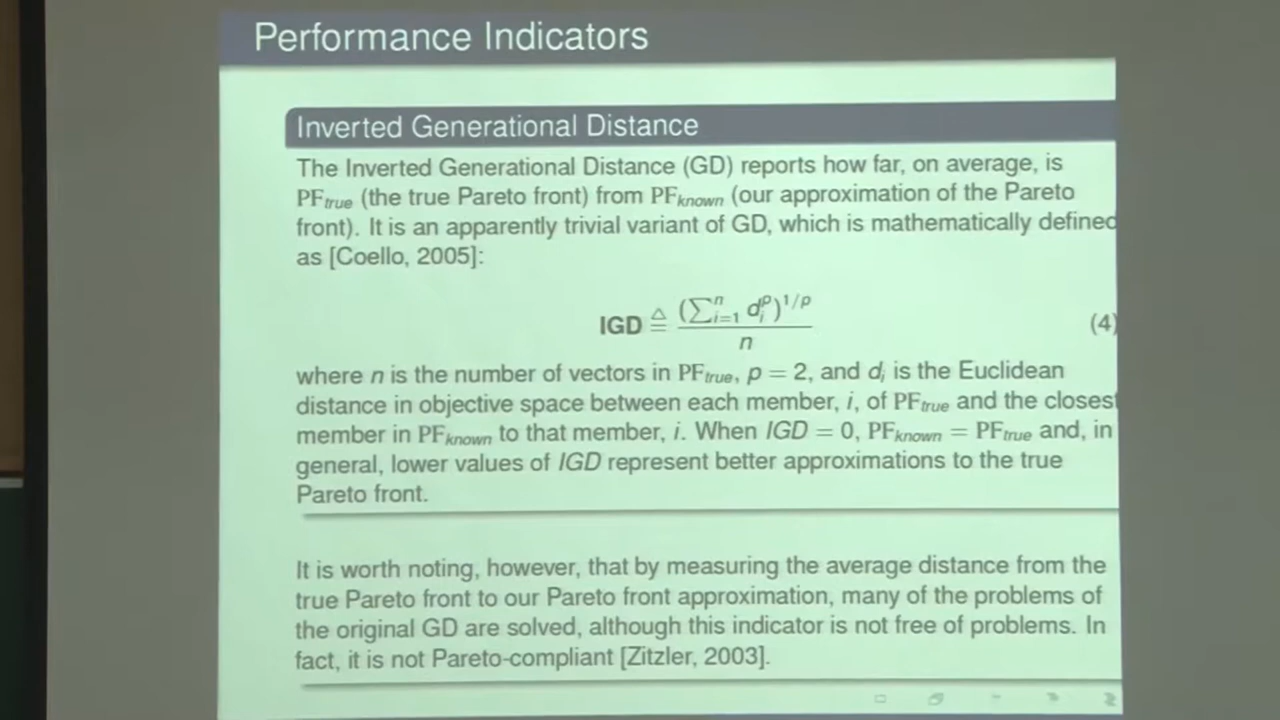 Performance Indicators
Inverted Generational Distance
The Inverted Generational Distance (GD) reports how far, on average, is
PFtrue (the true Pareto front) from PFknown (our approximation of the Pareto
front). It is an apparently trivial variant of GD, which is mathematically defined
as [Coello, 2005]:
IGD ≜ (∑ⁿᵢ₌₁ dᵢᵖ)^1/p / n (4)
where n is the number of vectors in PFtrue, p = 2, and dᵢ is the Euclidean
distance in objective space between each member, i, of PFtrue and the closest
member in PFknown to that member, i. When IGD = 0, PFknown = PFtrue and, in
general, lower values of IGD represent better approximations to the true
Pareto front.
It is worth noting, however, that by measuring the average distance from the
true Pareto front to our Pareto front approximation, many of the problems of
the original GD are solved, although this indicator is not free of problems. In
fact, it is not Pareto-compliant [Zitzler, 2003].